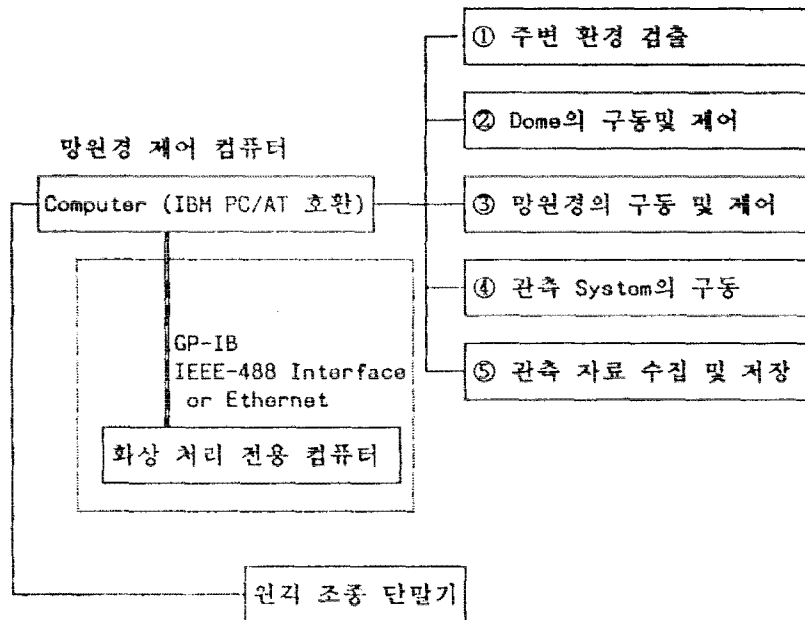 ① 주변 환경 검출
② Dome의 구동및 제어
망원경 제어 컴퓨터
Computer (IBM PC/AT 호환)
③ 망원경의 구동 및 제어
④ 관측 System의 구동
GP-IB
IEEE-488 Interface
or Ethernet
⑤ 관측 자료 수집 및 저장
화상 처리 전용 컴퓨터
원격 조종 단말기